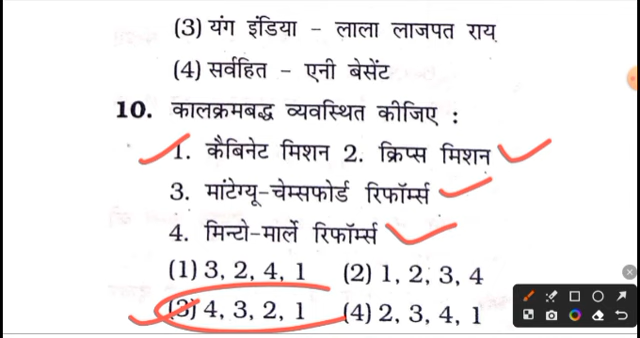 (3) यंग इंडिया - लाला लाजपत राय
(4) सर्वहित - एनी बेसेंट
10. कालक्रमबद्ध व्यवस्थित कीजिए :
1. कैबिनेट मिशन 2. क्रिप्स मिशन
3. मांटेग्यू-चेम्सफोर्ड रिफॉर्म्स
4. मिन्टो-मार्ले रिफॉर्म्स
(1) 3, 2, 4, 1 (2) 1, 2, 3, 4
(3) 4, 3, 2, 1 (4) 2, 3, 4, 1